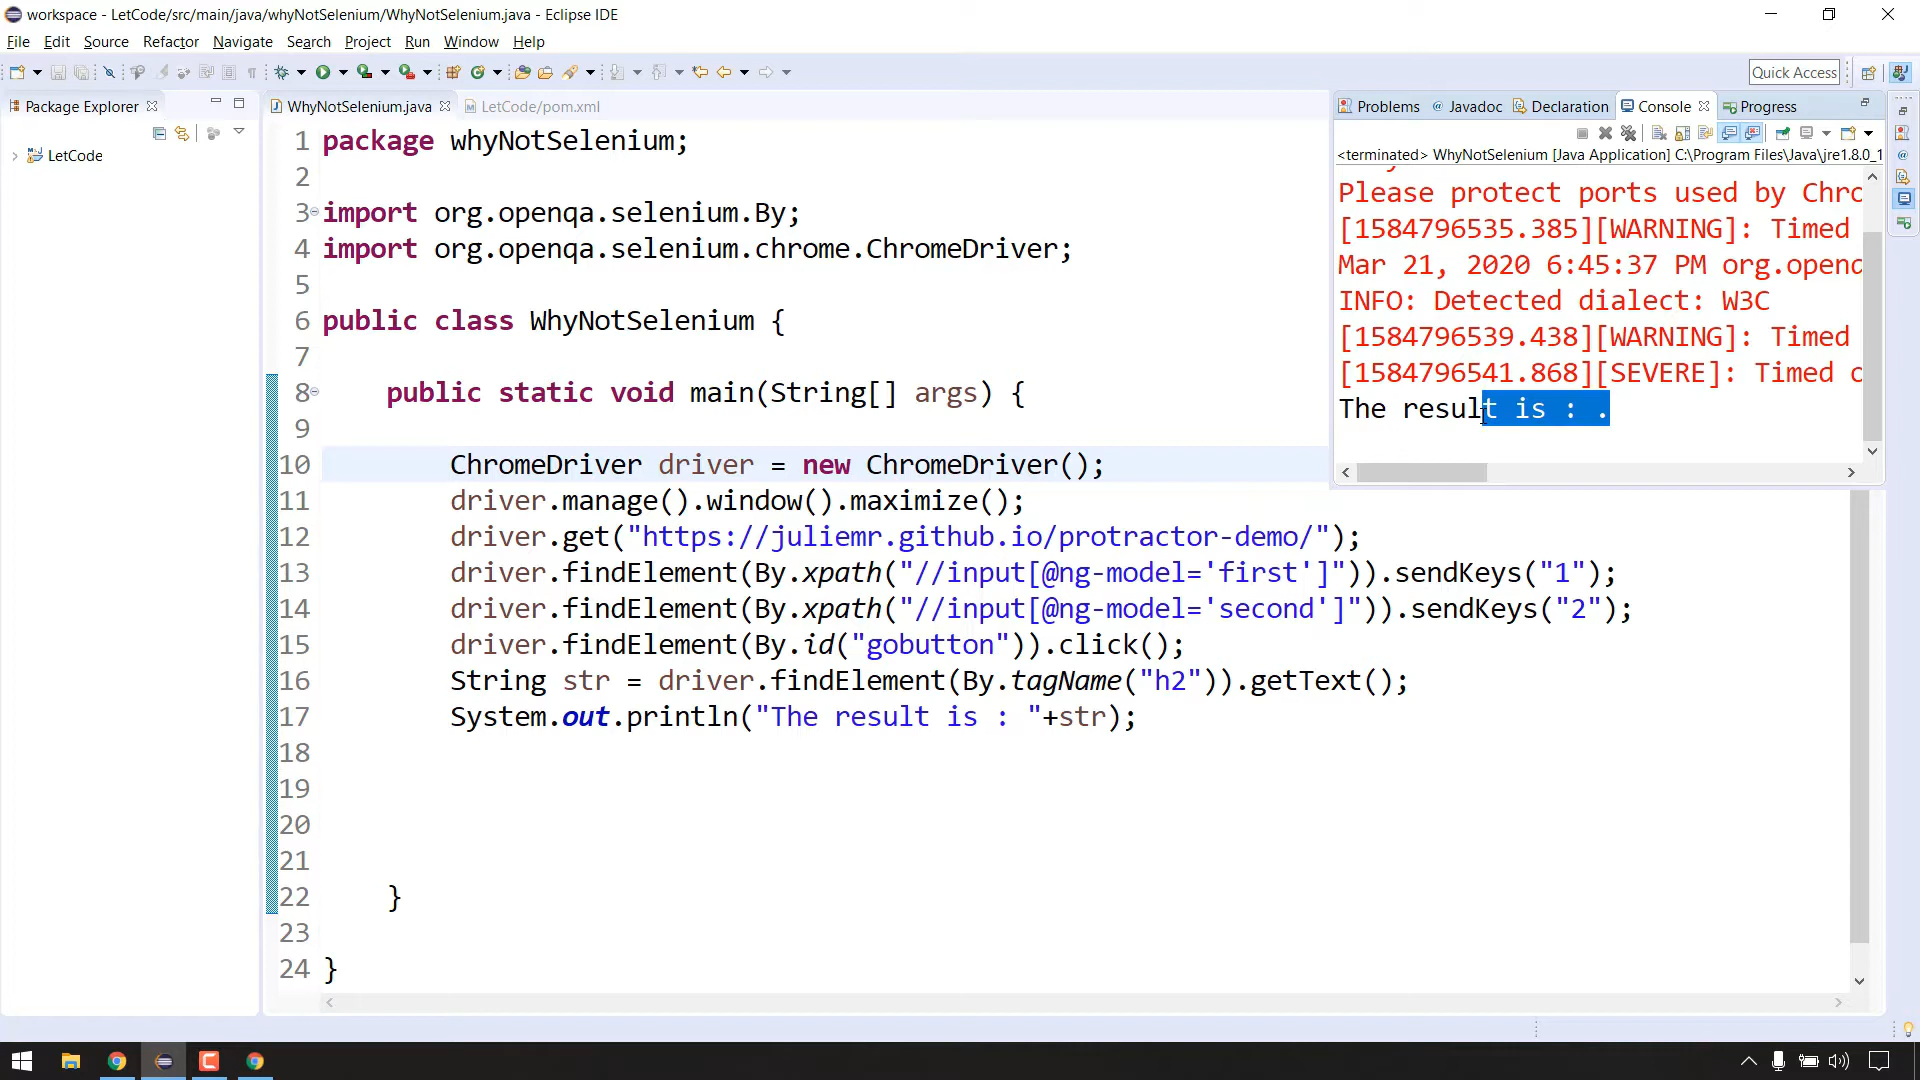 workspace - LetCode/src/main/java/whyNotSelenium/WhyNotSelenium.java - Eclipse IDE
File Edit Source Refactor Navigate Search Project Run Window Help
Quick Access
Package Explorer
LetCode
WhyNotSelenium.java LetCode/pom.xml
1 package whyNotSelenium;
2
3 import org.openqa.selenium.By;
4 import org.openqa.selenium.chrome.ChromeDriver;
5
6 public class WhyNotSelenium {
7
8 public static void main(String[] args) {
9
10 ChromeDriver driver = new ChromeDriver();
11 driver.manage().window().maximize();
12 driver.get("https://juliemr.github.io/protractor-demo/");
13 driver.findElement(By.xpath("//input[@ng-model='first']")).sendKeys("1");
14 driver.findElement(By.xpath("//input[@ng-model='second']")).sendKeys("2");
15 driver.findElement(By.id("gobutton")).click();
16 String str = driver.findElement(By.tagName("h2")).getText();
17 System.out.println("The result is : "+str);
18
19
20
21
22 }
23
24 }
Problems Javadoc Declaration Console Progress
<terminated> WhyNotSelenium [Java Application] C:\Program Files\Java\jre1.8.0_1
Please protect ports used by Chro
[1584796535.385][WARNING]: Timed
Mar 21, 2020 6:45:37 PM org.openq
INFO: Detected dialect: W3C
[1584796539.438][WARNING]: Timed
[1584796541.868][SEVERE]: Timed o
The result is : .